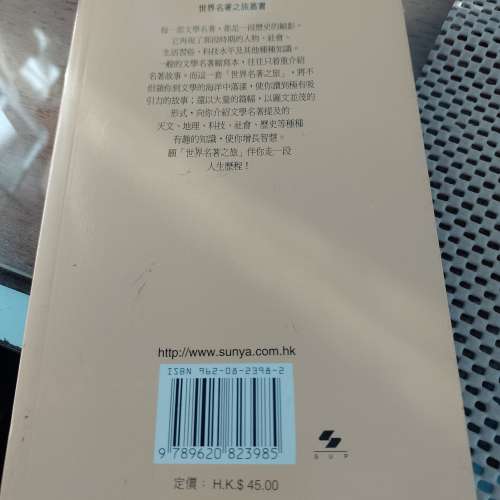 世界名著之旅叢書
每一部文學名著，都是一段歷史的縮影。
它再現了那段時期的人物、社會、
生活習俗、科技水平及其他種種知識。
一般的文學名著縮寫本，往往只着重介紹
名著故事。而這一套「世界名著之旅」，將不
但領你到文學的海洋中蕩漾，使你讀到極有吸
引力的故事；還以大量的篇幅，以圖文並茂的
形式，向你介紹文學名著提及的
天文、地理、科技、社會、歷史等種種
有趣的知識，使你增長智慧。
願「世界名著之旅」伴你走一段
人生歷程！
http://www.sunya.com.hk
ISBN 962-08-2398-2
9 789620 823985
SUP
定價： H.K.$ 45.00